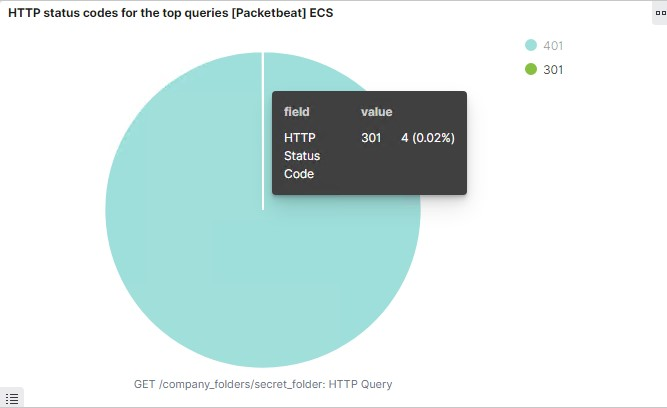 HTTP status codes for the top queries [Packetbeat] ECS
401
301
field value
HTTP 301 4 (0.02%)
Status
Code
GET /company_folders/secret_folder: HTTP Query